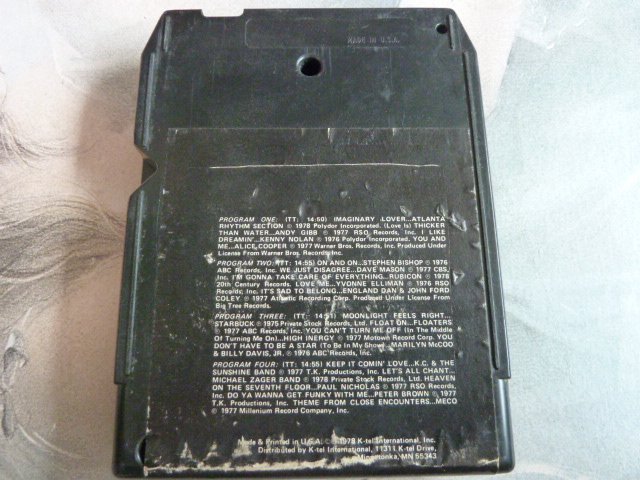 MADE IN U.S.A.
PROGRAM ONE: (TT: 14:50) IMAGINARY LOVER...ATLANTA
RHYTHM SECTION ℗ 1978 Polydor Incorporated. (Love Is) THICKER
THAN WATER...ANDY GIBB ℗ 1977 RSO Records, Inc. I LIKE
DREAMIN'...KENNY NOLAN ℗ 1976 Polydor Incorporated. YOU AND
ME...ALICE COOPER ℗ 1977 Warner Bros. Records Inc. Produced Under
License From Warner Bros. Records Inc.
PROGRAM TWO: (TT: 14:55) ON AND ON...STEPHEN BISHOP ℗ 1976
ABC Records, Inc. WE JUST DISAGREE...DAVE MASON ℗ 1977 CBS,
Inc. I'M GONNA TAKE CARE OF EVERYTHING...RUBICON ℗ 1978
20th Century Records. LOVE ME...YVONNE ELLIMAN ℗ 1976 RSO
Records, Inc. IT'S SAD TO BELONG...ENGLAND DAN & JOHN FORD
COLEY ℗ 1977 Atlantic Recording Corp. Produced Under License From
Big Tree Records.
PROGRAM THREE: (TT: 14:51) MOONLIGHT FEELS RIGHT...
STARBUCK ℗ 1975 Private Stock Records, Ltd. FLOAT ON...FLOATERS
℗ 1977 ABC Records, Inc. YOU CAN'T TURN ME OFF (In The Middle
Of Turning Me On)...HIGH INERGY ℗ 1977 Motown Record Corp. YOU
DON'T HAVE TO BE A STAR (To Be In My Show)...MARILYN McCOO
& BILLY DAVIS, JR. ℗ 1976 ABC Records, Inc.
PROGRAM FOUR: (TT: 14:55) KEEP IT COMIN' LOVE...K.C. & THE
SUNSHINE BAND ℗ 1977 T.K. Productions, Inc. LET'S ALL CHANT...
MICHAEL ZAGER BAND ℗ 1978 Private Stock Records, Ltd. HEAVEN
ON THE SEVENTH FLOOR...PAUL NICHOLAS ℗ 1977 RSO Records,
Inc. DO YA WANNA GET FUNKY WITH ME...PETER BROWN ℗ 1977
T.K. Productions, Inc. THEME FROM CLOSE ENCOUNTERS...MECO
℗ 1977 Millenium Record Company, Inc.
Made & Printed in U.S.A. © 1978 K-tel International, Inc.
Distributed by K-tel International, 11311 K-tel Drive,
Minnetonka, MN 55343